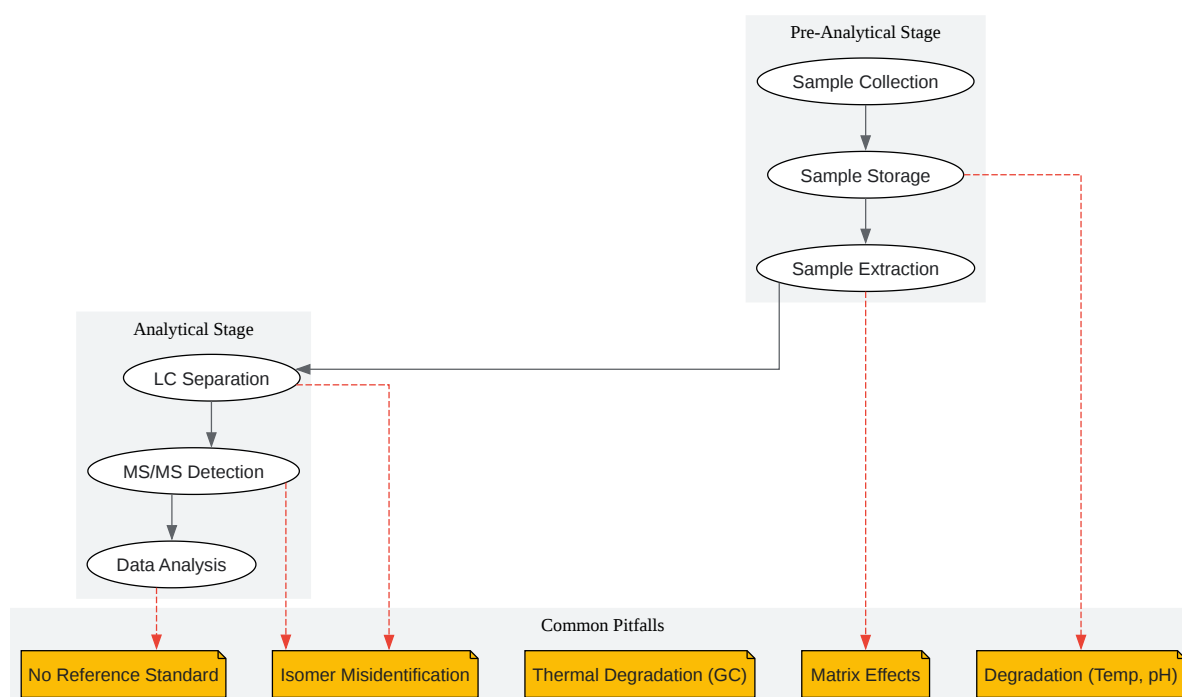 Pre-Analytical Stage
Sample Collection
Sample Storage
Sample Extraction
Analytical Stage
LC Separation
MS/MS Detection
Data Analysis
Common Pitfalls
No Reference Standard
Isomer Misidentification
Thermal Degradation (GC)
Matrix Effects
Degradation (Temp, pH)